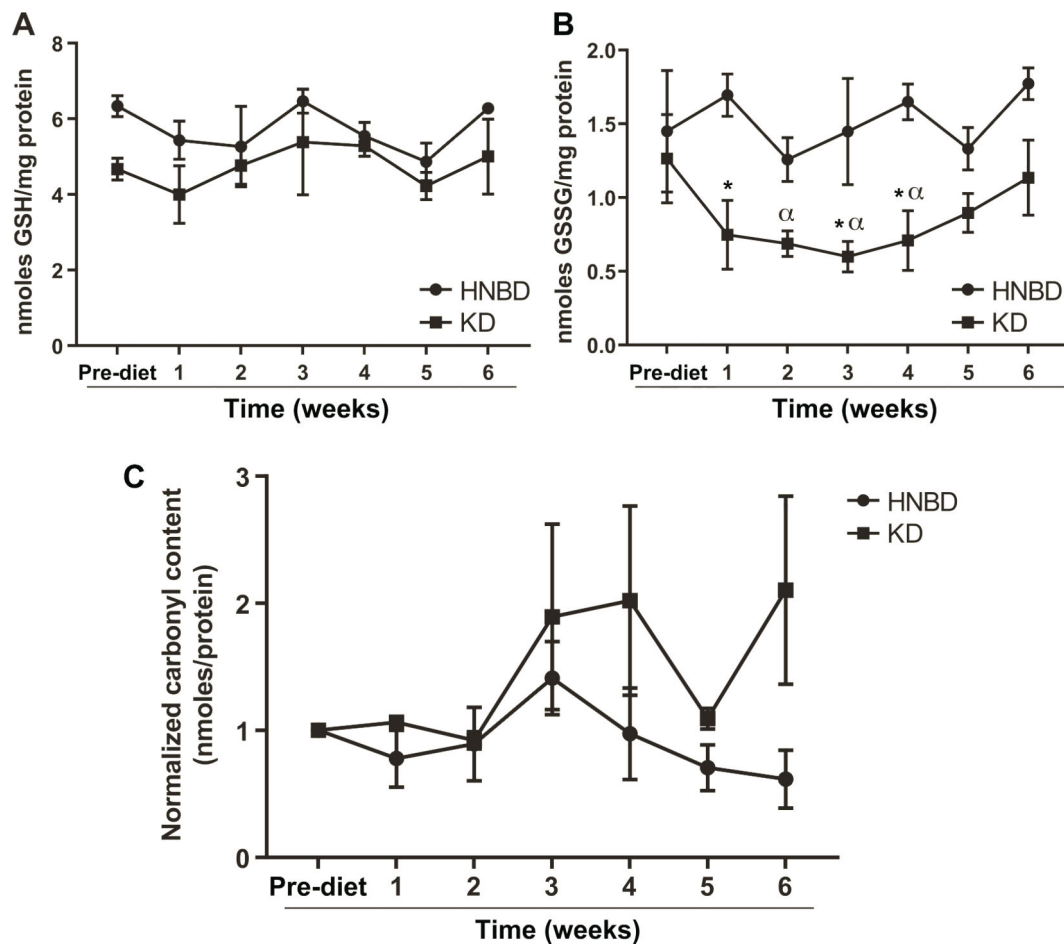 A
nmoles GSH/mg protein
8
6
4
2
0
HNBD
KD
Pre-diet 1 2 3 4 5 6
Time (weeks)
B
nmoles GSSG/mg protein
2.0
1.5
1.0
0.5
0.0
*
α
* α
* α
HNBD
KD
Pre-diet 1 2 3 4 5 6
Time (weeks)
C
Normalized carbonyl content
(nmoles/protein)
3
2
1
0
HNBD
KD
Pre-diet 1 2 3 4 5 6
Time (weeks)